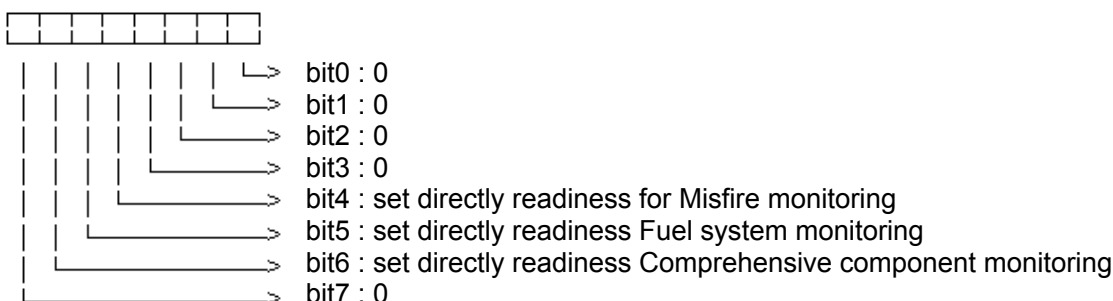 bit0 : 0
bit1 : 0
bit2 : 0
bit3 : 0
bit4 : set directly readiness for Misfire monitoring
bit5 : set directly readiness Fuel system monitoring
bit6 : set directly readiness Comprehensive component monitoring
bit7 : 0